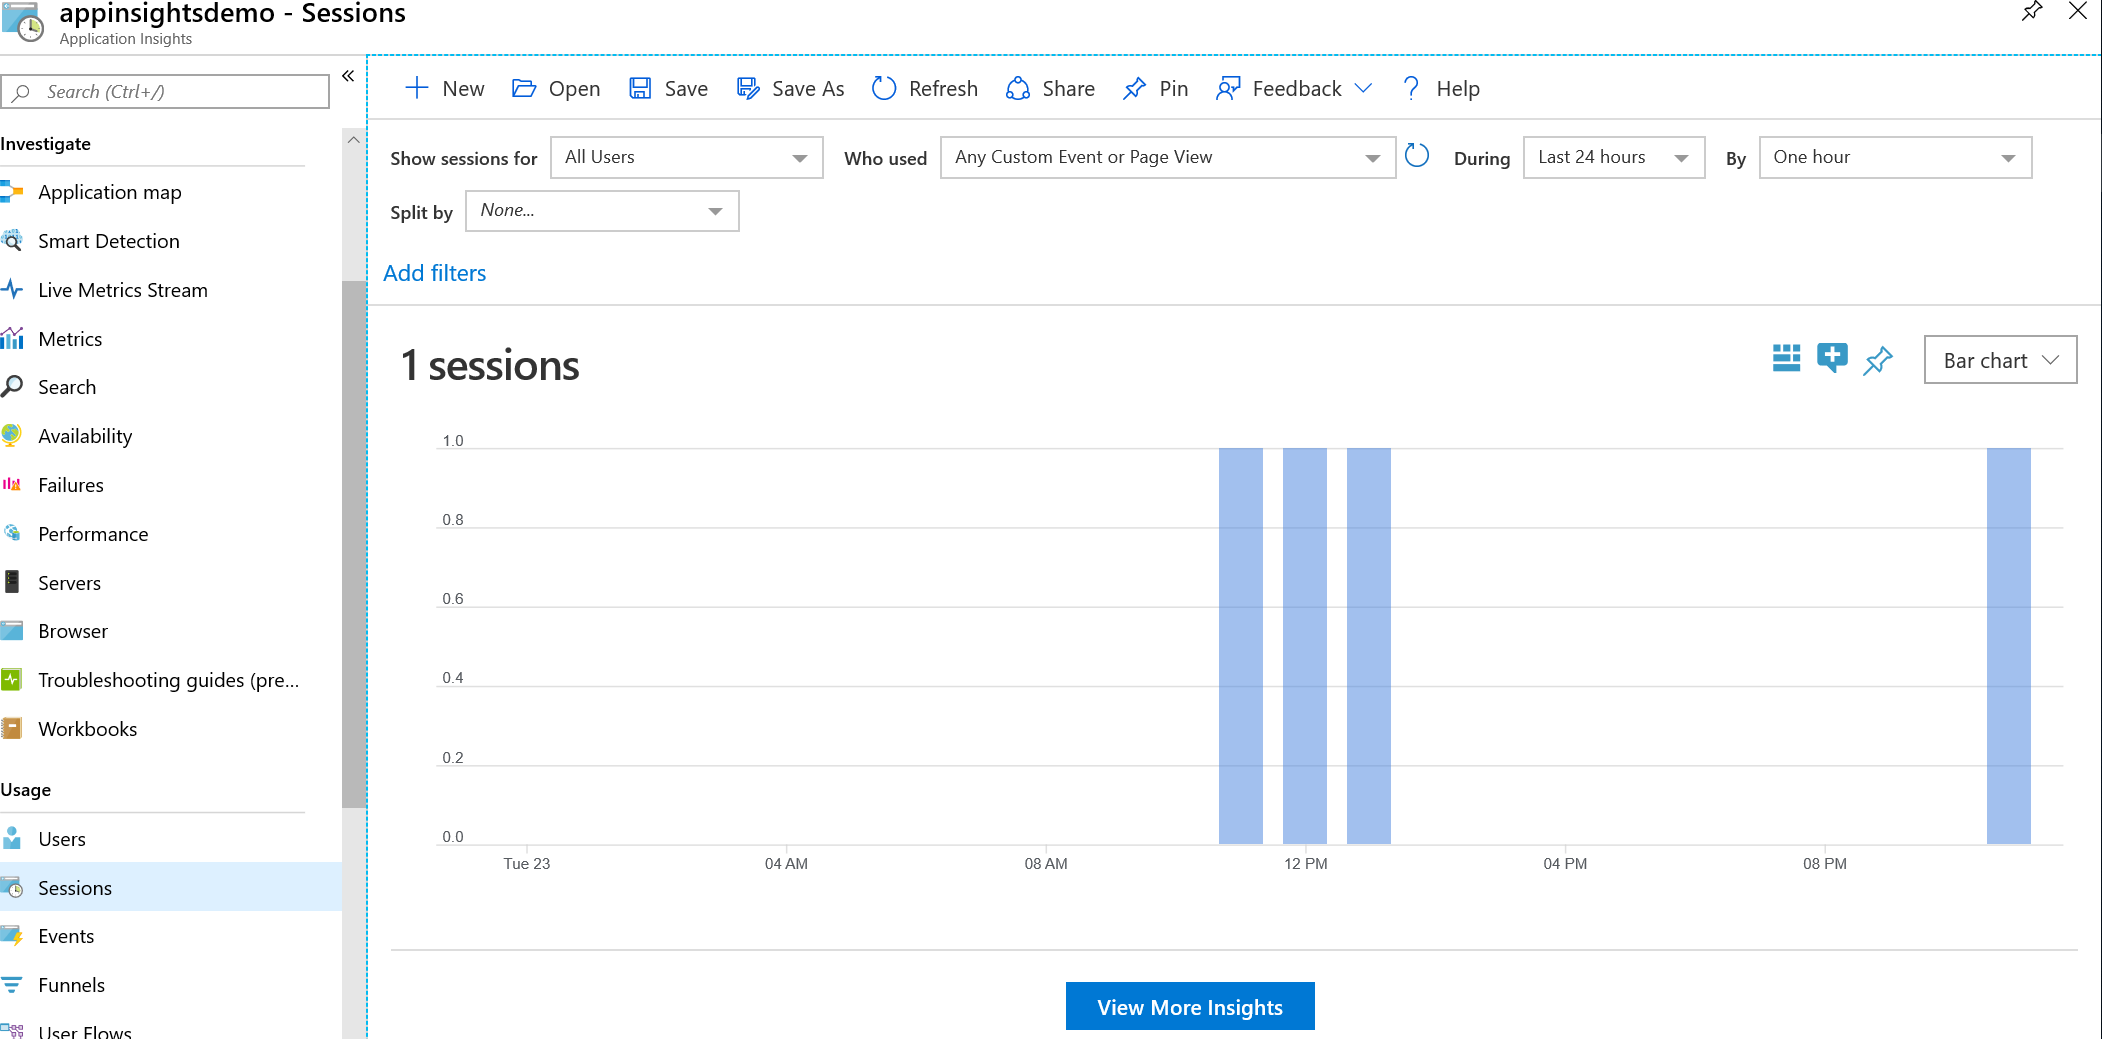 appinsightsdemo - Sessions
Application Insights
Search (Ctrl+/)
«
Investigate
Application map
Smart Detection
Live Metrics Stream
Metrics
Search
Availability
Failures
Performance
Servers
Browser
Troubleshooting guides (pre...
Workbooks
Usage
Users
Sessions
Events
Funnels
User Flows
New Open Save Save As Refresh Share Pin Feedback ? Help
Show sessions for All Users Who used Any Custom Event or Page View During Last 24 hours By One hour
Split by None...
Add filters
1 sessions
Bar chart
1.0
0.8
0.6
0.4
0.2
0.0
Tue 23 04 AM 08 AM 12 PM 04 PM 08 PM
View More Insights